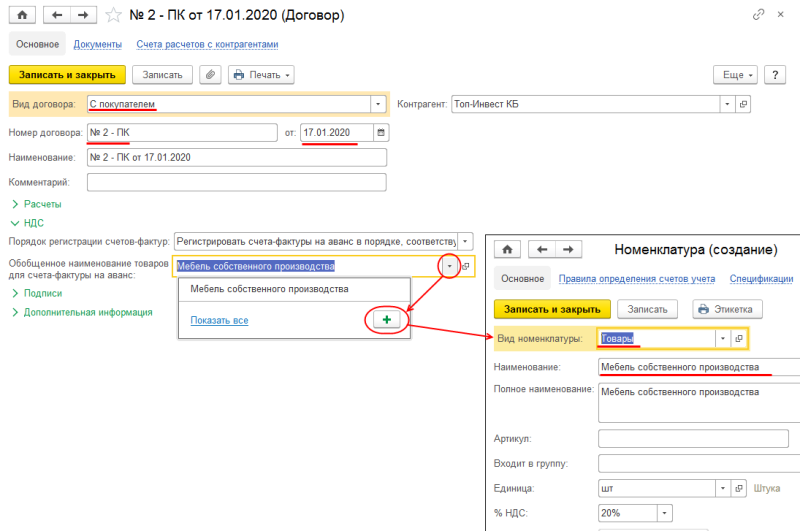 № 2 - ПК от 17.01.2020 (Договор)
Основное Документы Счета расчетов с контрагентами
Записать и закрыть Записать Печать Еще ?
Вид договора: С покупателем Контрагент: Топ-Инвест КБ
Номер договора: № 2 - ПК от: 17.01.2020
Наименование: № 2 - ПК от 17.01.2020
Комментарий:
Расчеты
НДС
Порядок регистрации счетов-фактур: Регистрировать счета-фактуры на аванс в порядке, соответству
Обобщенное наименование товаров
для счета-фактуры на аванс: Мебель собственного производства
Мебель собственного производства
Показать все
Подписи
Дополнительная информация
Номенклатура (создание)
Основное Правила определения счетов учета Спецификации
Записать и закрыть Записать Этикетка
Вид номенклатуры: Товары
Наименование: Мебель собственного производства
Полное наименование: Мебель собственного производства
Артикул:
Входит в группу:
Единица: шт Штука
% НДС: 20%